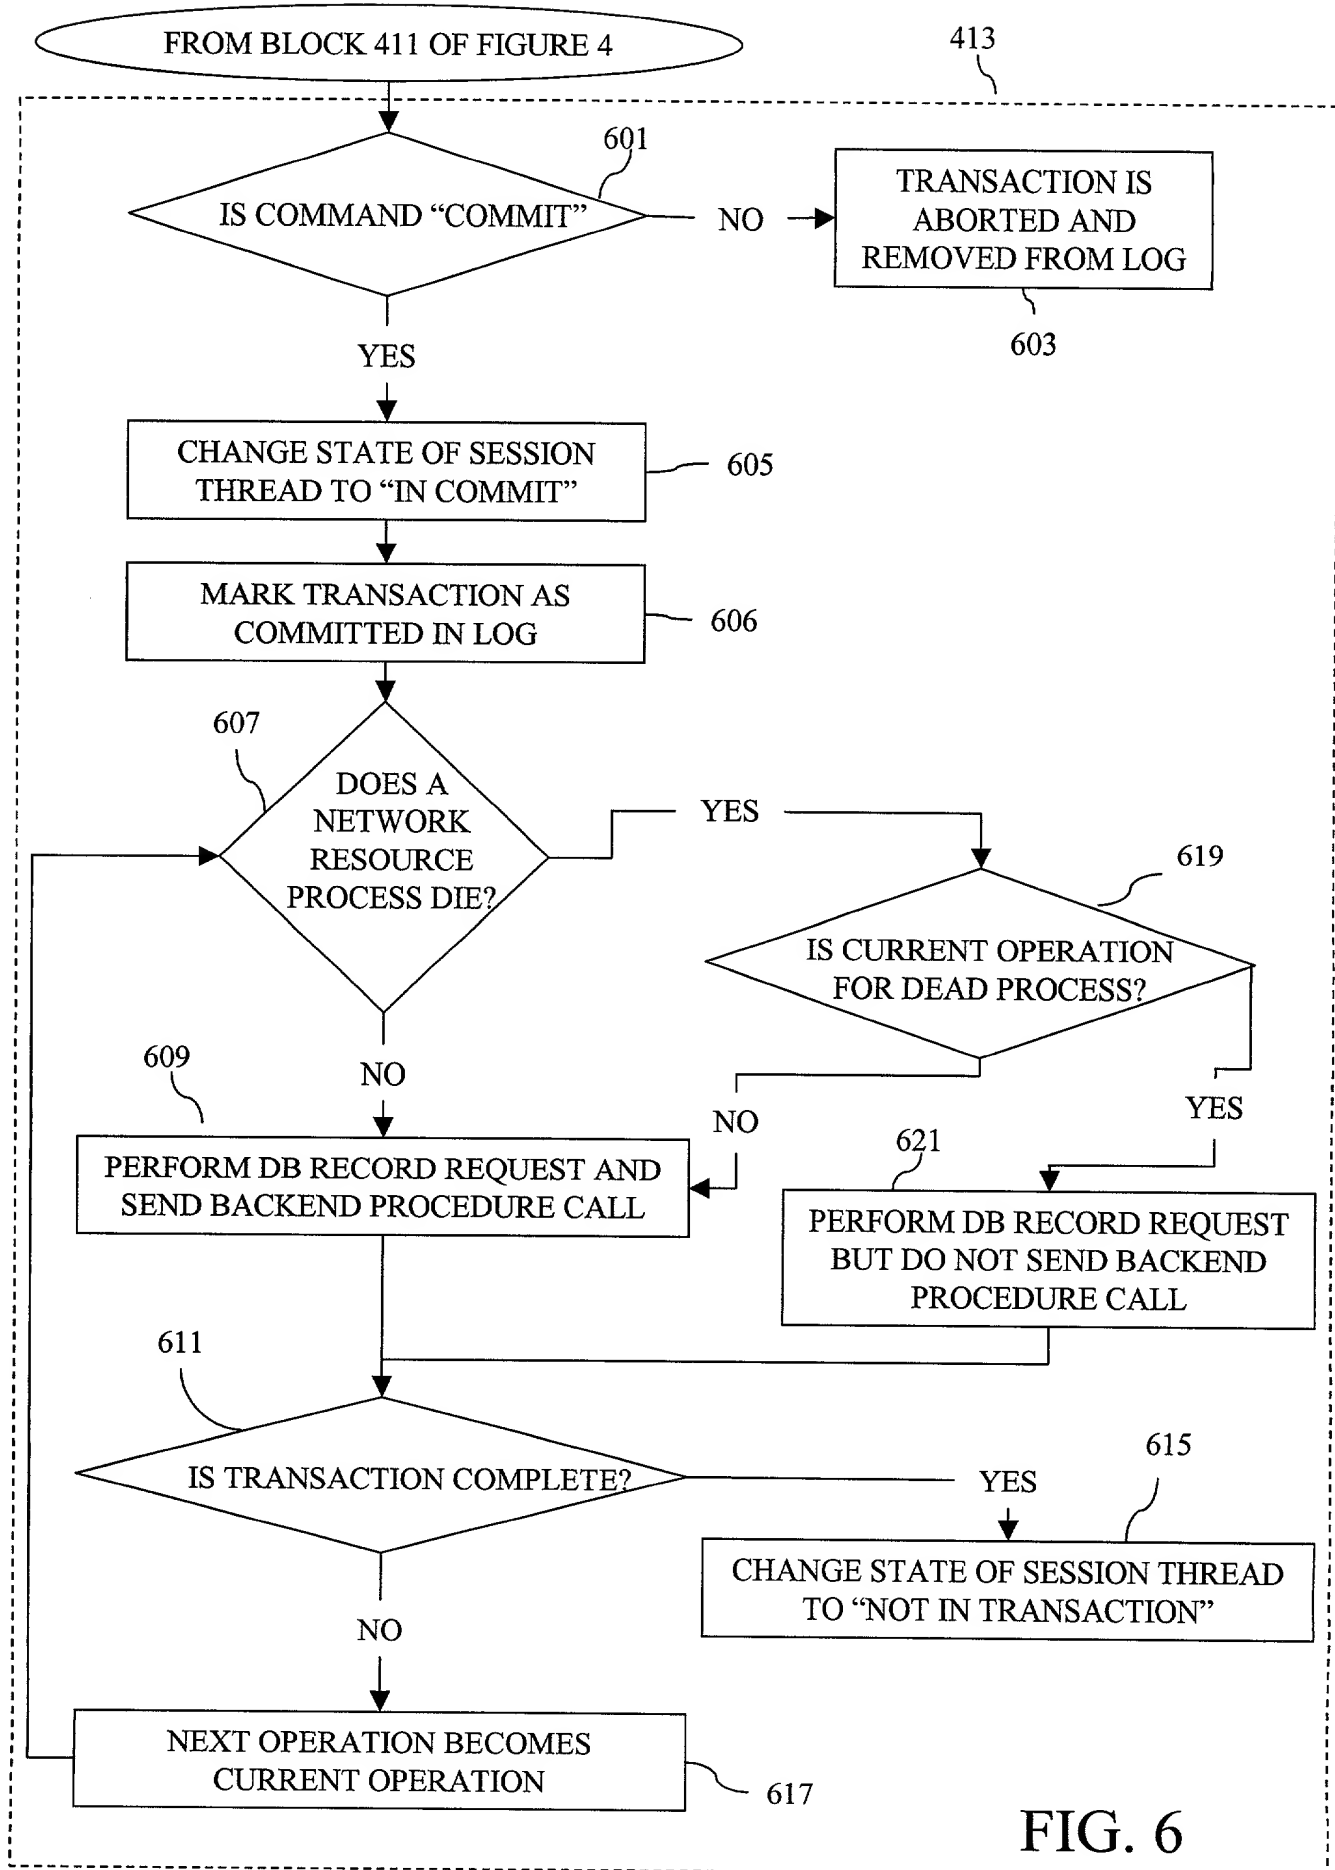 FROM BLOCK 411 OF FIGURE 4
413
601
IS COMMAND “COMMIT”
NO
TRANSACTION IS
ABORTED AND
REMOVED FROM LOG
603
YES
CHANGE STATE OF SESSION
THREAD TO “IN COMMIT”
605
MARK TRANSACTION AS
COMMITTED IN LOG
606
607
DOES A
NETWORK
RESOURCE
PROCESS DIE?
YES
619
IS CURRENT OPERATION
FOR DEAD PROCESS?
NO
609
NO
YES
PERFORM DB RECORD REQUEST AND
SEND BACKEND PROCEDURE CALL
621
PERFORM DB RECORD REQUEST
BUT DO NOT SEND BACKEND
PROCEDURE CALL
611
IS TRANSACTION COMPLETE?
YES
615
CHANGE STATE OF SESSION THREAD
TO “NOT IN TRANSACTION”
NO
NEXT OPERATION BECOMES
CURRENT OPERATION
617
FIG. 6